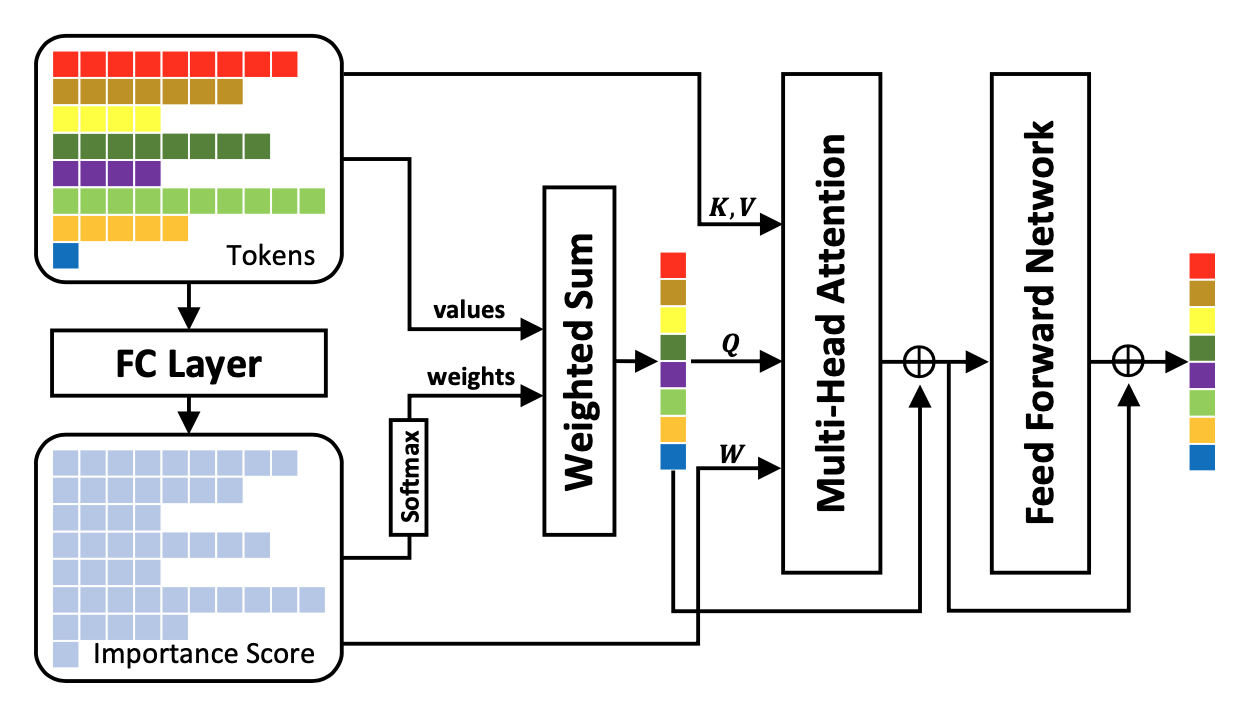 Tokens
FC Layer
Importance Score
Softmax
values
weights
Weighted Sum
K, V
Q
W
Multi-Head Attention
Feed Forward Network